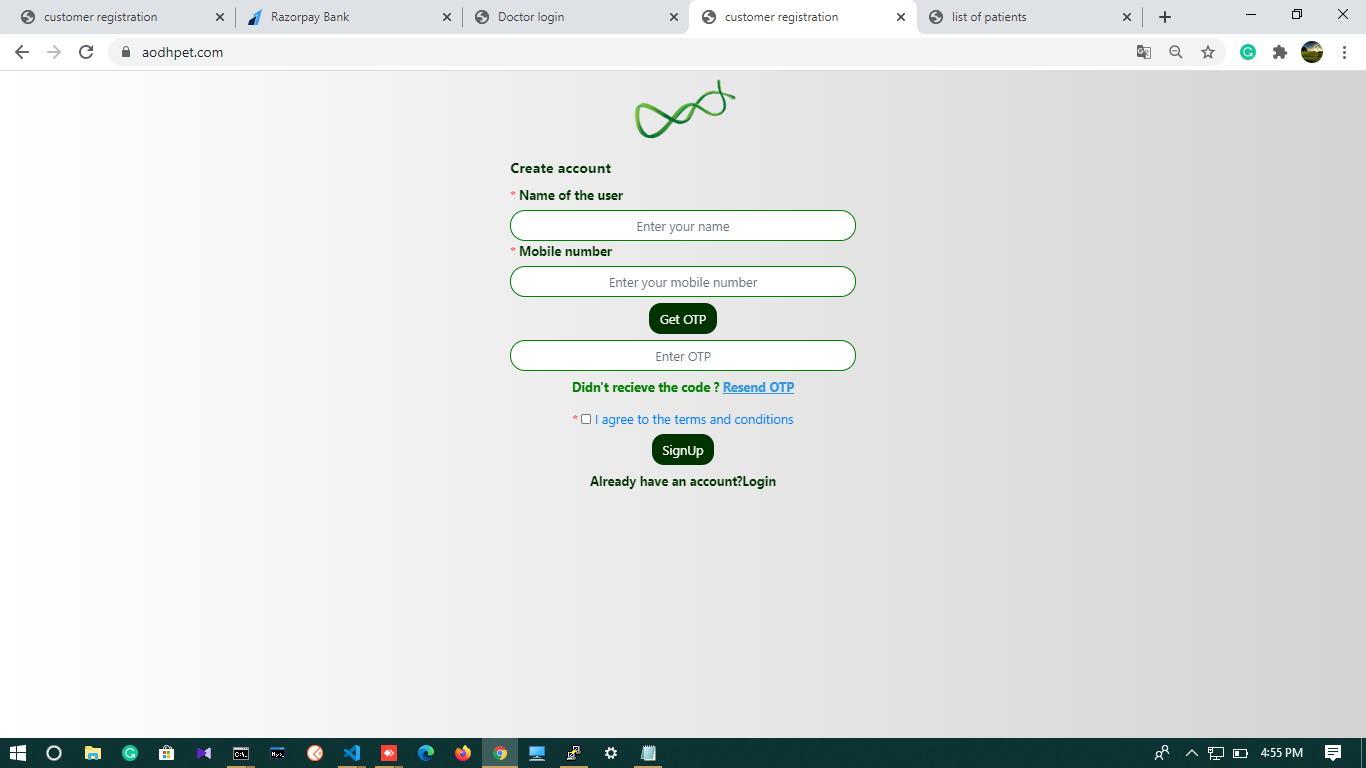 customer registration
Razorpay Bank
Doctor login
customer registration
list of patients
aodhpet.com
Create account
* Name of the user
Enter your name
* Mobile number
Enter your mobile number
Get OTP
Enter OTP
Didn't recieve the code ? Resend OTP
* I agree to the terms and conditions
SignUp
Already have an account?Login
4:55 PM